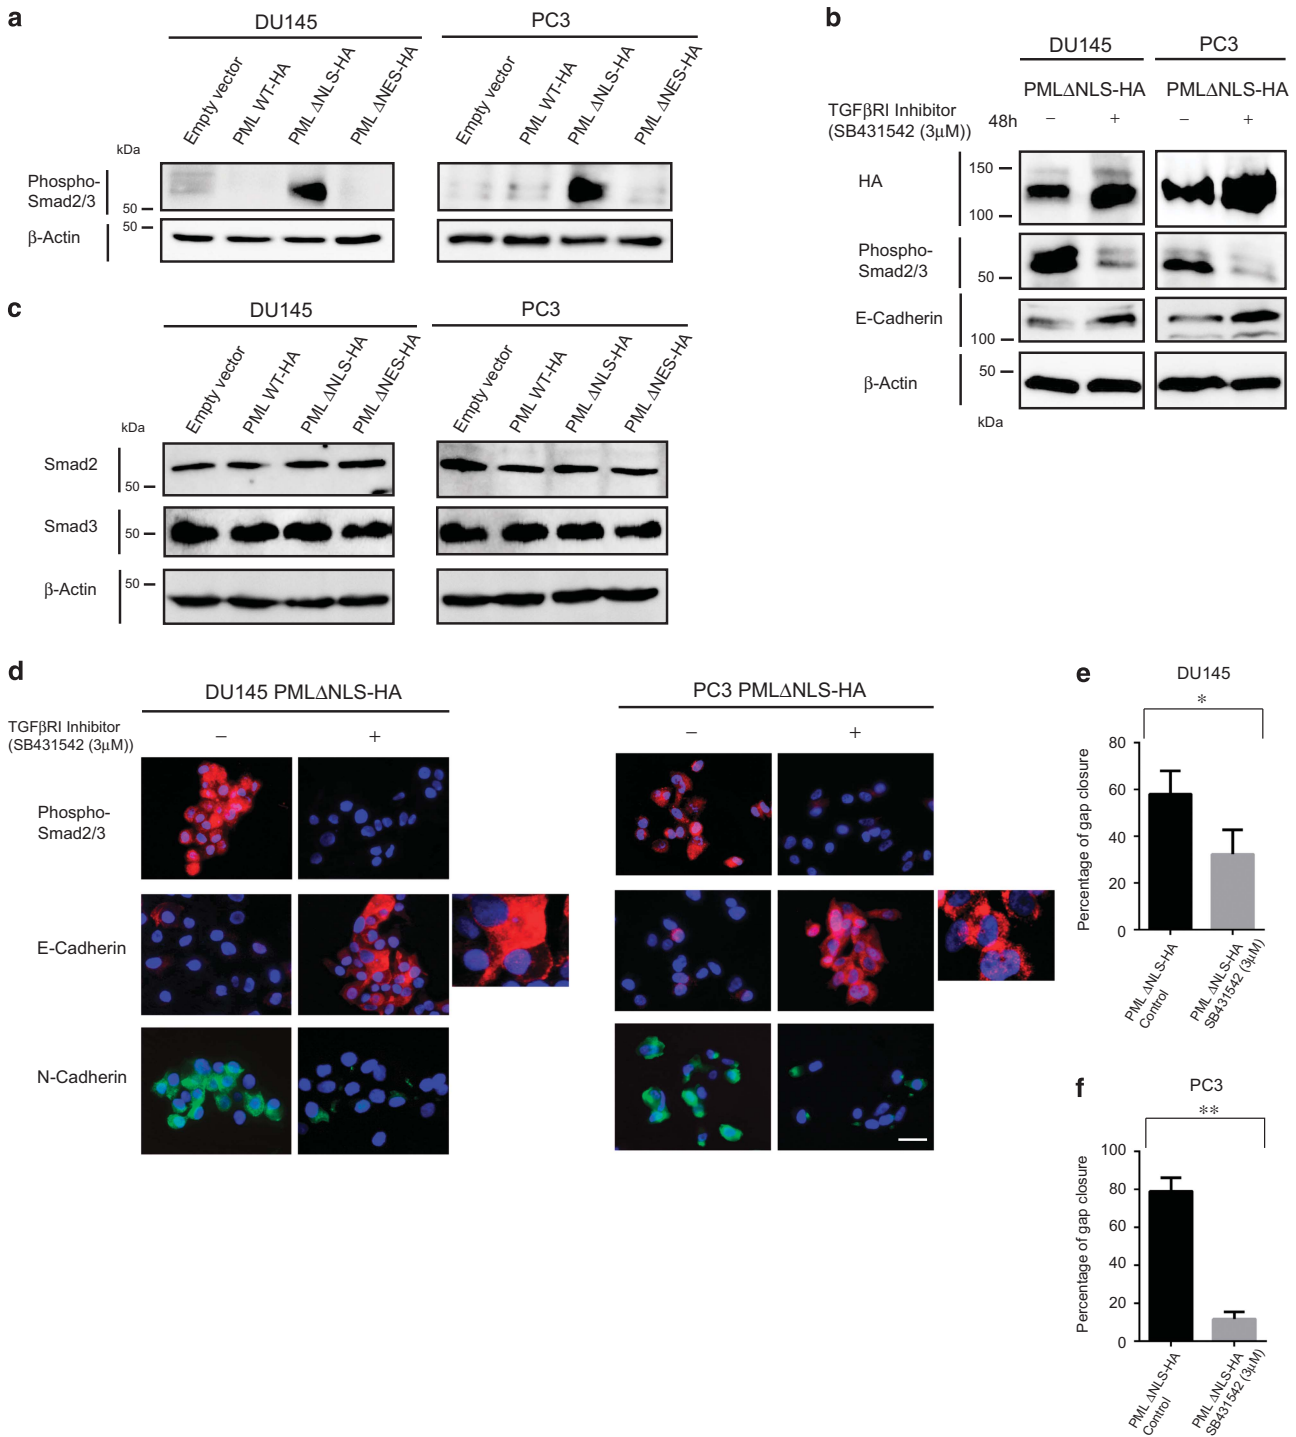 a
DU145
PC3
Empty vector
PML WT-HA
PML ΔNLS-HA
PML ΔNES-HA
Empty vector
PML WT-HA
PML ΔNLS-HA
PML ΔNES-HA
kDa
Phospho-
Smad2/3
50
β-Actin
50
b
DU145
PC3
PMLΔNLS-HA
PMLΔNLS-HA
TGFβRI Inhibitor
(SB431542 (3μM))
48h
−
+
−
+
HA
150
100
Phospho-
Smad2/3
50
E-Cadherin
100
β-Actin
50
kDa
c
DU145
PC3
Empty vector
PML WT-HA
PML ΔNLS-HA
PML ΔNES-HA
Empty vector
PML WT-HA
PML ΔNLS-HA
PML ΔNES-HA
kDa
Smad2
50
Smad3
50
β-Actin
50
d
DU145 PMLΔNLS-HA
PC3 PMLΔNLS-HA
TGFβRI Inhibitor
(SB431542 (3μM))
−
+
−
+
Phospho-
Smad2/3
E-Cadherin
N-Cadherin
e
DU145
*
Percentage of gap closure
80
60
40
20
0
PML ΔNLS-HA
Control
PML ΔNLS-HA
SB431542 (3μM)
f
PC3
**
Percentage of gap closure
100
80
60
40
20
0
PML ΔNLS-HA
Control
PML ΔNLS-HA
SB431542 (3μM)